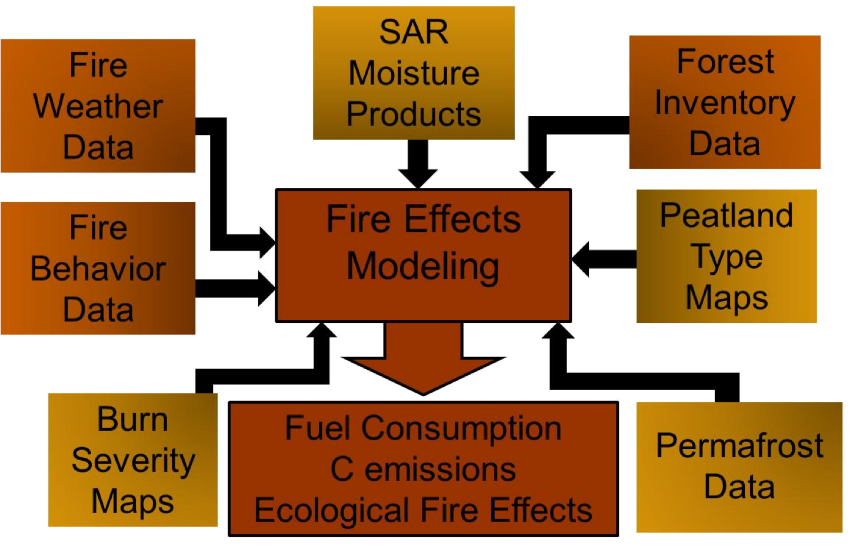 Fire
Weather
Data
SAR
Moisture
Products
Forest
Inventory
Data
Fire
Behavior
Data
Fire Effects
Modeling
Peatland
Type
Maps
Burn
Severity
Maps
Fuel Consumption
C emissions
Ecological Fire Effects
Permafrost
Data